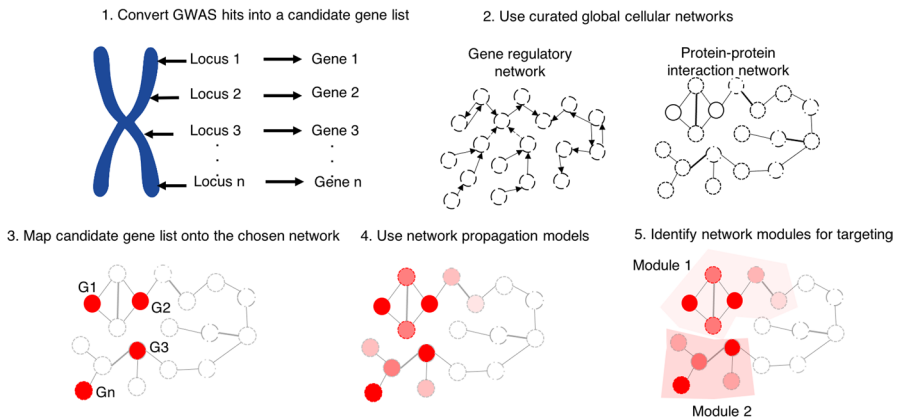 1. Convert GWAS hits into a candidate gene list
Locus 1
Gene 1
Locus 2
Gene 2
Locus 3
Gene 3
Locus n
Gene n
2. Use curated global cellular networks
Gene regulatory
network
Protein-protein
interaction network
3. Map candidate gene list onto the chosen network
G1
G2
G3
Gn
4. Use network propagation models
5. Identify network modules for targeting
Module 1
Module 2